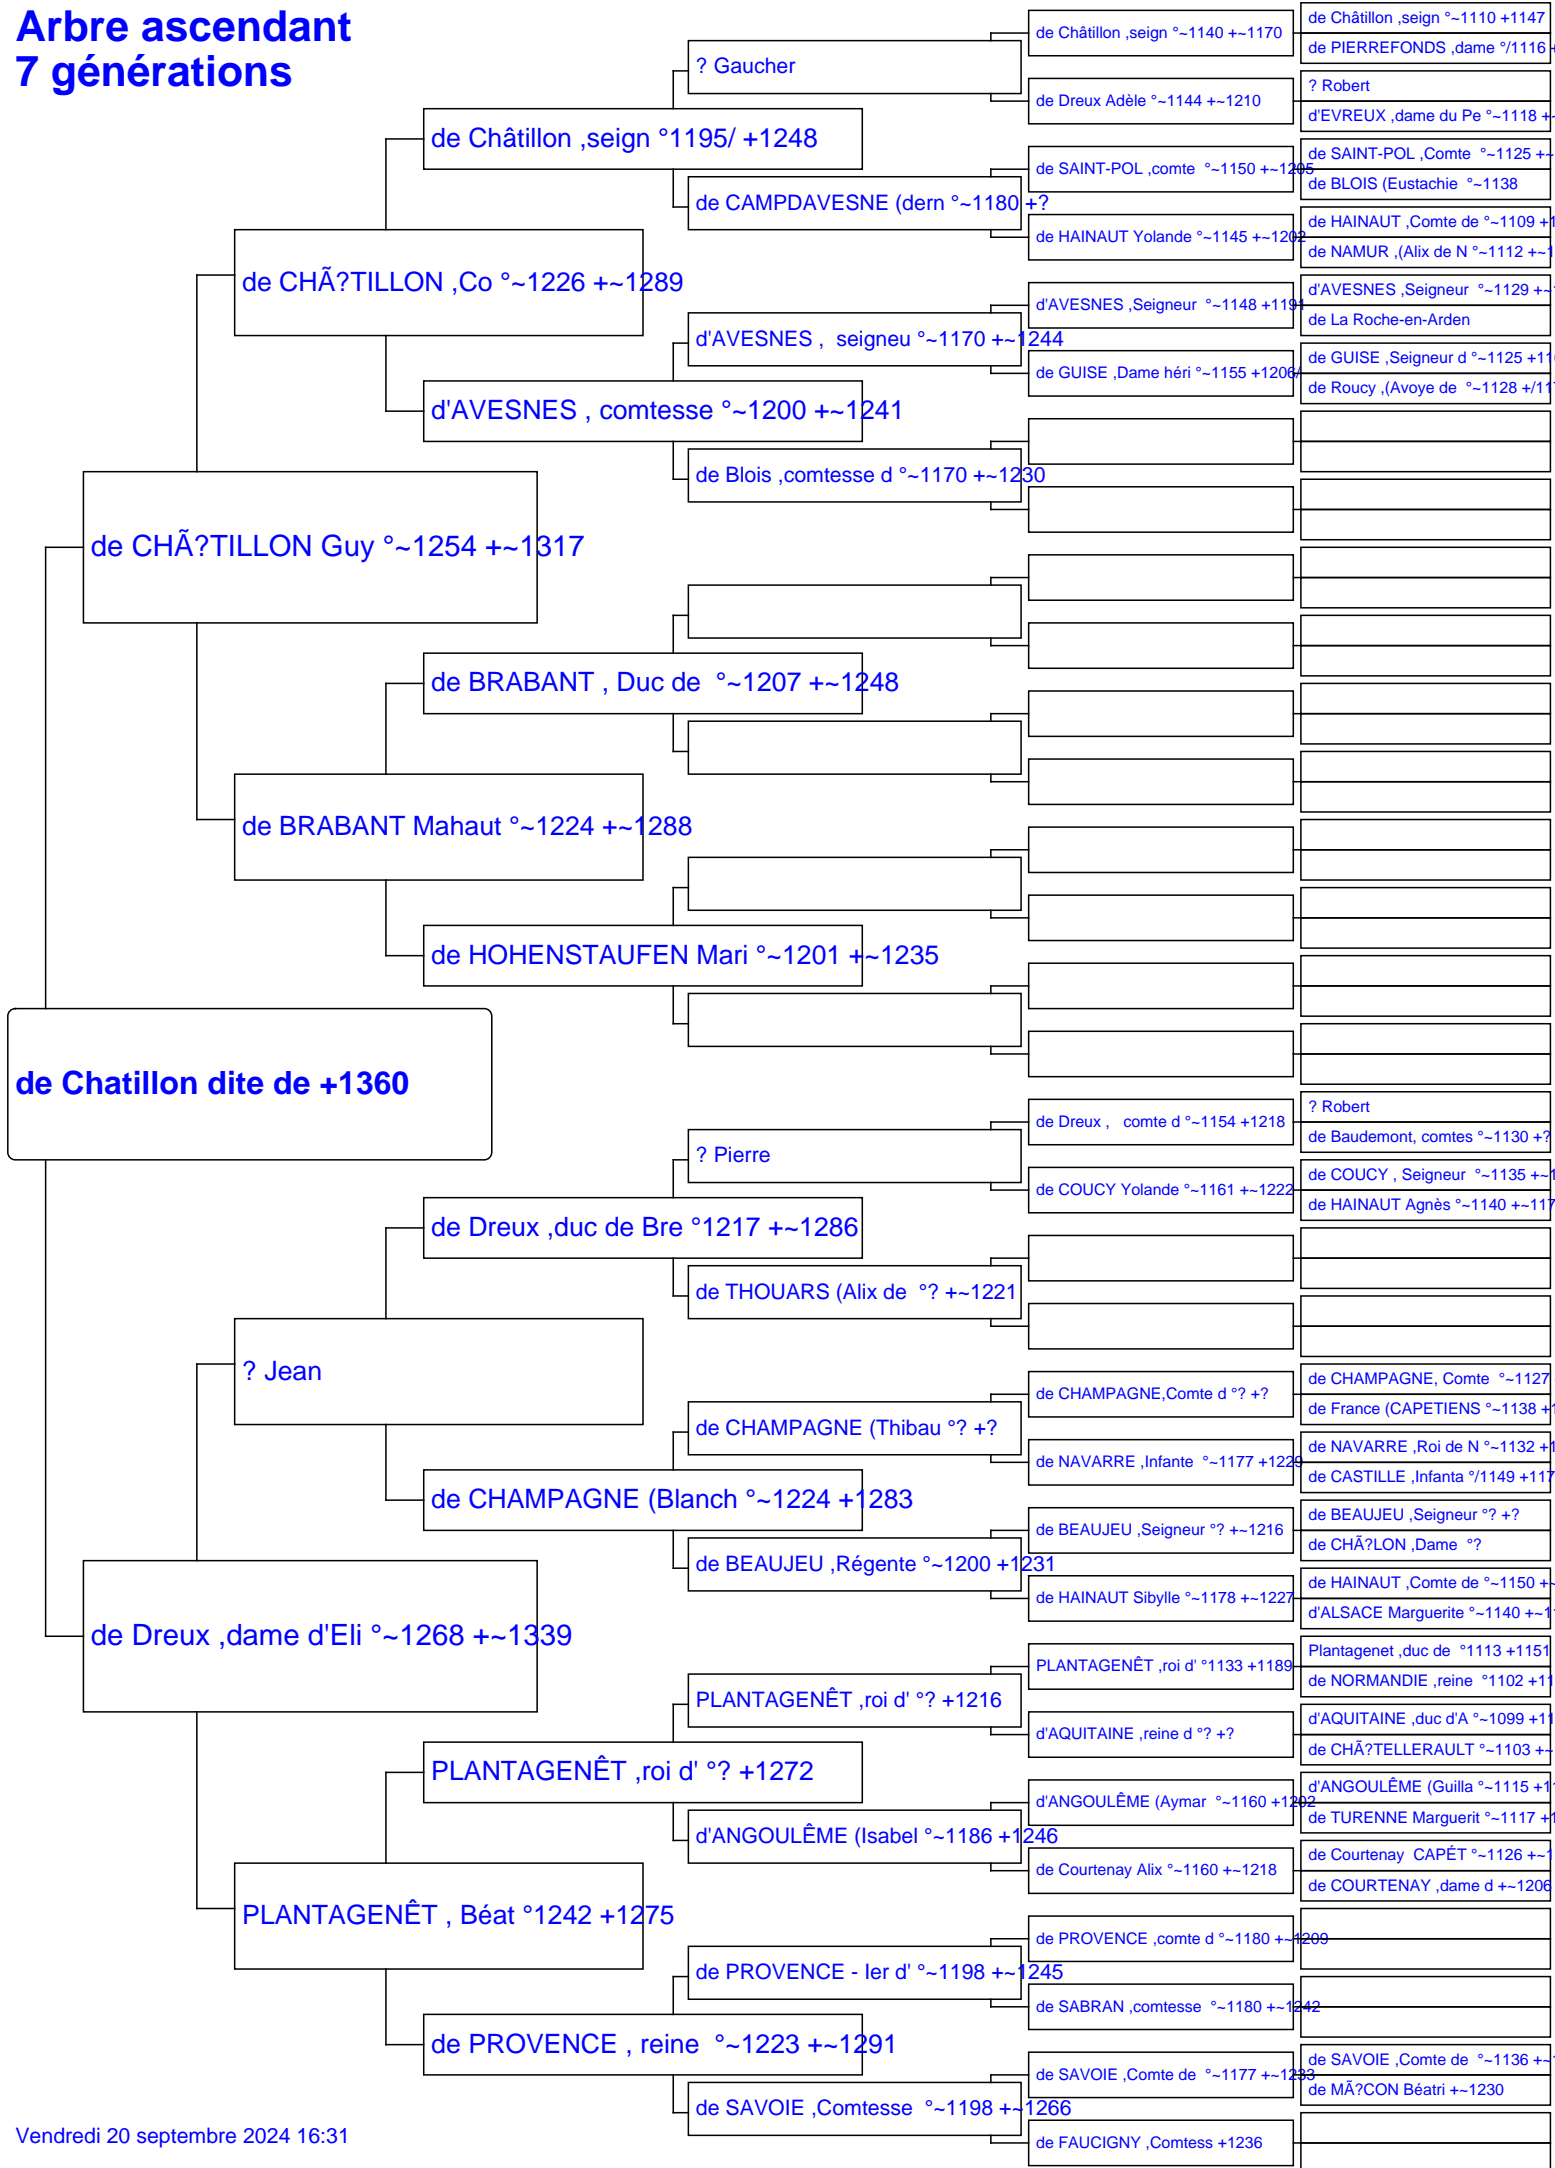 Arbre ascendant
7 générations
de Châtillon ,seign °~1110 +1147
de Châtillon ,seign °~1140 +~1170
de PIERREFONDS ,dame °/1116 +
? Gaucher
? Robert
de Dreux Adèle °~1144 +~1210
d'EVREUX ,dame du Pe °~1118 +~
de Châtillon ,seign °1195/ +1248
de SAINT-POL ,Comte °~1125 +~
de SAINT-POL ,comte °~1150 +~1205
de BLOIS (Eustachie °~1138
de CAMPDAVESNE (dern °~1180 +?
de HAINAUT ,Comte de °~1109 +1
de HAINAUT Yolande °~1145 +~1202
de NAMUR ,(Alix de N °~1112 +~1
de CHÃ?TILLON ,Co °~1226 +~1289
d'AVESNES ,Seigneur °~1129 +~
d'AVESNES ,Seigneur °~1148 +1191
de La Roche-en-Arden
d'AVESNES , seigneu °~1170 +~1244
de GUISE ,Seigneur d °~1125 +11
de GUISE ,Dame héri °~1155 +1206/
de Roucy ,(Avoye de °~1128 +/11
d'AVESNES , comtesse °~1200 +~1241
de Blois ,comtesse d °~1170 +~1230
de CHÃ?TILLON Guy °~1254 +~1317
de BRABANT , Duc de °~1207 +~1248
de BRABANT Mahaut °~1224 +~1288
de HOHENSTAUFEN Mari °~1201 +~1235
de Chatillon dite de +1360
? Robert
de Dreux , comte d °~1154 +1218
de Baudemont, comtes °~1130 +?
? Pierre
de COUCY , Seigneur °~1135 +~1
de COUCY Yolande °~1161 +~1222
de HAINAUT Agnès °~1140 +~117
de Dreux ,duc de Bre °1217 +~1286
de THOUARS (Alix de °? +~1221
? Jean
de CHAMPAGNE, Comte °~1127
de CHAMPAGNE,Comte d °? +?
de France (CAPETIENS °~1138 +1
de CHAMPAGNE (Thibau °? +?
de NAVARRE ,Roi de N °~1132 +1
de NAVARRE ,Infante °~1177 +1229
de CASTILLE ,Infanta °/1149 +117
de CHAMPAGNE (Blanch °~1224 +1283
de BEAUJEU ,Seigneur °? +?
de BEAUJEU ,Seigneur °? +~1216
de CHÃ?LON ,Dame °?
de BEAUJEU ,Régente °~1200 +1231
de HAINAUT ,Comte de °~1150 +~
de HAINAUT Sibylle °~1178 +~1227
d'ALSACE Marguerite °~1140 +~1
de Dreux ,dame d'Eli °~1268 +~1339
Plantagenet ,duc de °1113 +1151
PLANTAGENÊT ,roi d' °1133 +1189
de NORMANDIE ,reine °1102 +11
PLANTAGENÊT ,roi d' °? +1216
d'AQUITAINE ,duc d'A °~1099 +11
d'AQUITAINE ,reine d °? +?
de CHÃ?TELLERAULT °~1103 +~
PLANTAGENÊT ,roi d' °? +1272
d'ANGOULÊME (Guilla °~1115 +1
d'ANGOULÊME (Aymar °~1160 +1202
de TURENNE Marguerit °~1117 +1
d'ANGOULÊME (Isabel °~1186 +1246
de Courtenay CAPÉT °~1126 +~1
de Courtenay Alix °~1160 +~1218
de COURTENAY ,dame d +~1206
PLANTAGENÊT , Béat °1242 +1275
de PROVENCE ,comte d °~1180 +~1209
de PROVENCE - Ier d' °~1198 +~1245
de SABRAN ,comtesse °~1180 +~1242
de PROVENCE , reine °~1223 +~1291
de SAVOIE ,Comte de °~1136 +~
de SAVOIE ,Comte de °~1177 +~1233
de MÃ?CON Béatri +~1230
de SAVOIE ,Comtesse °~1198 +~1266
de FAUCIGNY ,Comtess +1236
Vendredi 20 septembre 2024 16:31